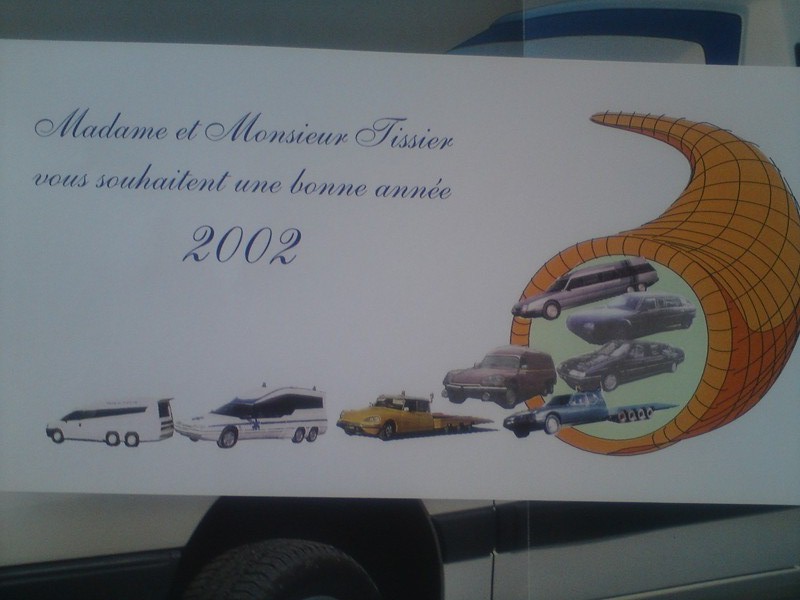 Madame et Monsieur Tissier
vous souhaitent une bonne année
2002